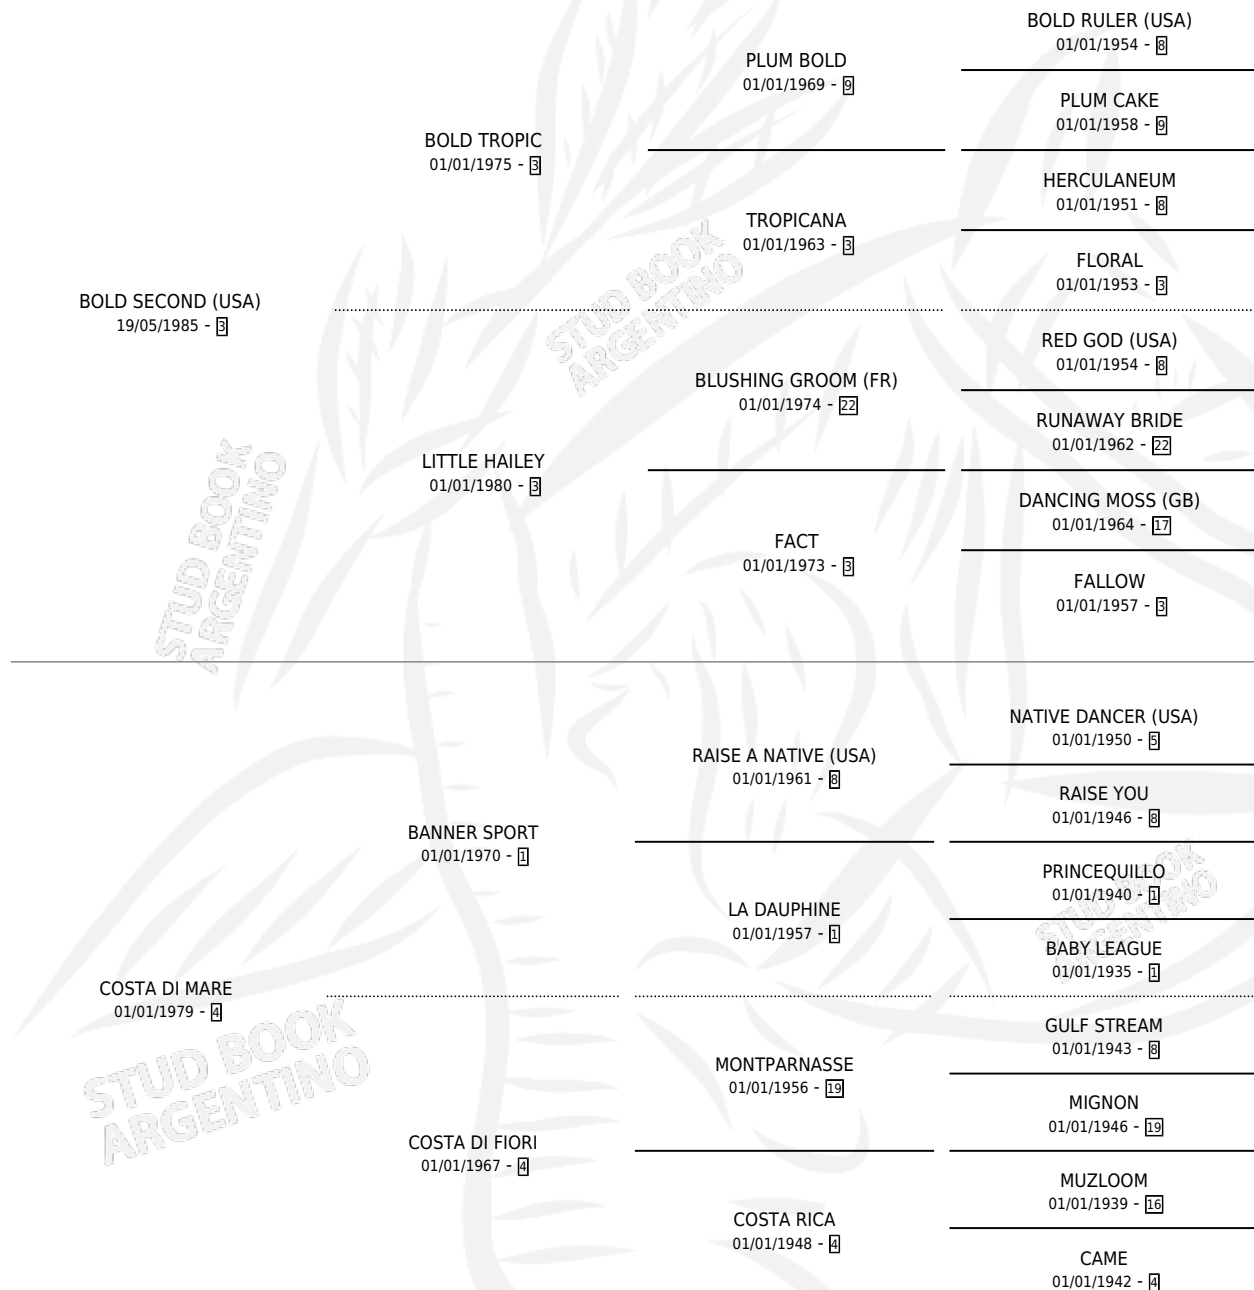 BOLD RULER (USA)
01/01/1954 - 8
PLUM BOLD
01/01/1969 - 9
PLUM CAKE
01/01/1958 - 9
BOLD TROPIC
01/01/1975 - 3
HERCULANEUM
01/01/1951 - 8
TROPICANA
01/01/1963 - 3
FLORAL
01/01/1953 - 3
BOLD SECOND (USA)
19/05/1985 - 3
RED GOD (USA)
01/01/1954 - 8
BLUSHING GROOM (FR)
01/01/1974 - 22
RUNAWAY BRIDE
01/01/1962 - 22
LITTLE HAILEY
01/01/1980 - 3
DANCING MOSS (GB)
01/01/1964 - 17
FACT
01/01/1973 - 3
FALLOW
01/01/1957 - 3
NATIVE DANCER (USA)
01/01/1950 - 5
RAISE A NATIVE (USA)
01/01/1961 - 8
RAISE YOU
01/01/1946 - 8
BANNER SPORT
01/01/1970 - 1
PRINCEQUILLO
01/01/1940 - 1
LA DAUPHINE
01/01/1957 - 1
BABY LEAGUE
01/01/1935 - 1
COSTA DI MARE
01/01/1979 - 4
GULF STREAM
01/01/1943 - 8
MONTPARNASSE
01/01/1956 - 19
MIGNON
01/01/1946 - 19
COSTA DI FIORI
01/01/1967 - 4
MUZLOOM
01/01/1939 - 16
COSTA RICA
01/01/1948 - 4
CAME
01/01/1942 - 4
STUD BOOK
ARGENTINO
STUD BOOK
ARGENTINO
STUD BOOK
ARGENTINO
STUD BOOK
ARGENTINO